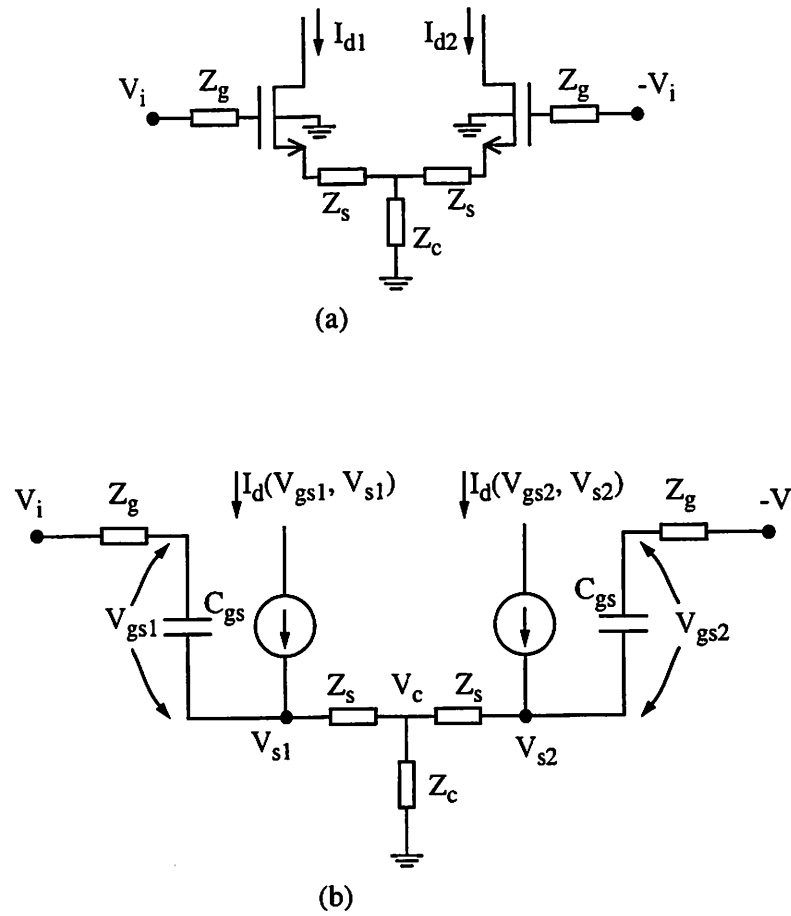 I_d1 I_d2
V_i Z_g Z_g -V_i
Z_s Z_s
Z_c
(a)
I_d(V_gs1, V_s1) I_d(V_gs2, V_s2)
V_i Z_g Z_g -V
V_gs1 C_gs C_gs V_gs2
Z_s V_c Z_s
V_s1 V_s2
Z_c
(b)